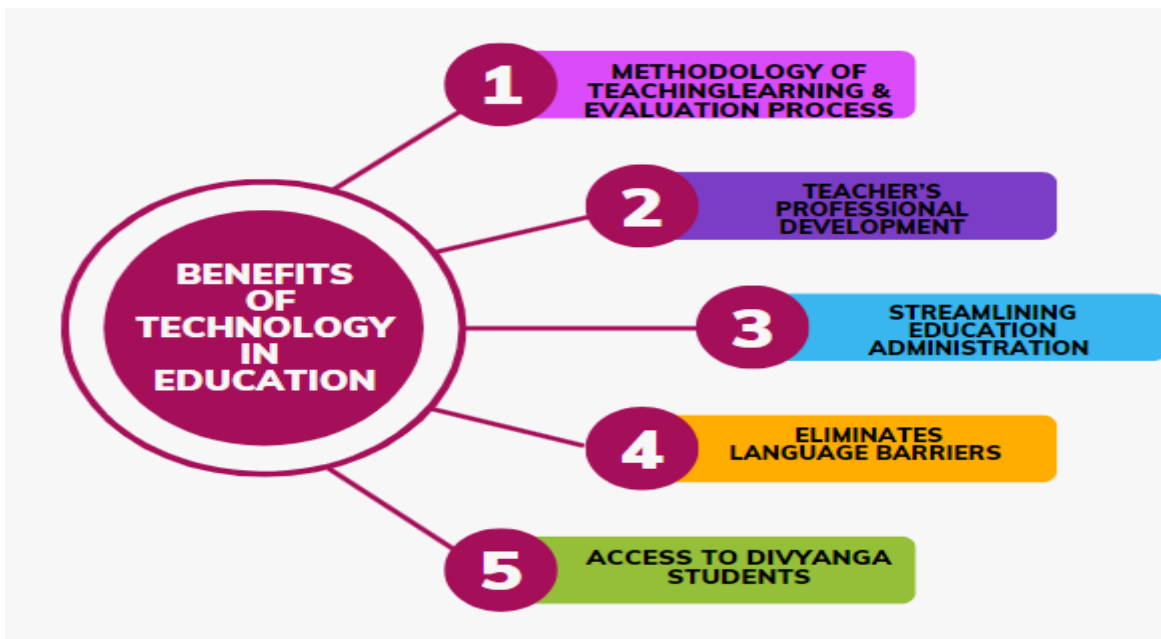 BENEFITS
OF
TECHNOLOGY
IN
EDUCATION
1
METHODOLOGY OF
TEACHINGLEARNING &
EVALUATION PROCESS
2
TEACHER'S
PROFESSIONAL
DEVELOPMENT
3
STREAMLINING
EDUCATION
ADMINISTRATION
4
ELIMINATES
LANGUAGE BARRIERS
5
ACCESS TO DIVYANGA
STUDENTS